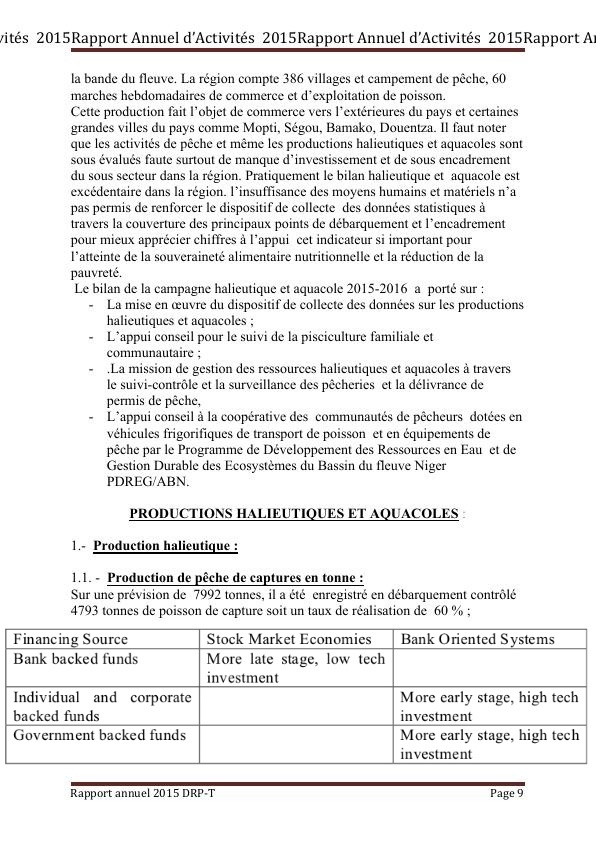 vités  2015Rapport Annuel d’Activités  2015Rapport Annuel d’Activités  2015Rapport An
la bande du fleuve. La région compte 386 villages et campement de pêche, 60
marches hebdomadaires de commerce et d’exploitation de poisson.
Cette production fait l’objet de commerce vers l’extérieures du pays et certaines
grandes villes du pays comme Mopti, Ségou, Bamako, Douentza. Il faut noter
que les activités de pêche et même les productions halieutiques et aquacoles sont
sous évalués faute surtout de manque d’investissement et de sous encadrement
du sous secteur dans la région. Pratiquement le bilan halieutique et  aquacole est
excédentaire dans la région. l’insuffisance des moyens humains et matériels n’a
pas permis de renforcer le dispositif de collecte  des données statistiques à
travers la couverture des principaux points de débarquement et l’encadrement
pour mieux apprécier chiffres à l’appui  cet indicateur si important pour
l’atteinte de la souveraineté alimentaire nutritionnelle et la réduction de la
pauvreté.
Le bilan de la campagne halieutique et aquacole 2015-2016  a  porté sur :
- La mise en œuvre du dispositif de collecte des données sur les productions
halieutiques et aquacoles ;
- L’appui conseil pour le suivi de la pisciculture familiale et
communautaire ;
- .La mission de gestion des ressources halieutiques et aquacoles à travers
le suivi-contrôle et la surveillance des pêcheries  et la délivrance de
permis de pêche,
- L’appui conseil à la coopérative des  communautés de pêcheurs  dotées en
véhicules frigorifiques de transport de poisson  et en équipements de
pêche par le Programme de Développement des Ressources en Eau  et de
Gestion Durable des Ecosystèmes du Bassin du fleuve Niger
PDREG/ABN.
PRODUCTIONS HALIEUTIQUES ET AQUACOLES :
1.-  Production halieutique :
1.1. -  Production de pêche de captures en tonne :
Sur une prévision de  7992 tonnes, il a été  enregistré en débarquement contrôlé
4793 tonnes de poisson de capture soit un taux de réalisation de  60 % ;
Financing Source Stock Market Economies Bank Oriented Systems
Bank backed funds More late stage, low tech
investment
Individual and corporate More early stage, high tech
backed funds investment
Government backed funds More early stage, high tech
investment
Rapport annuel 2015 DRP-T Page 9